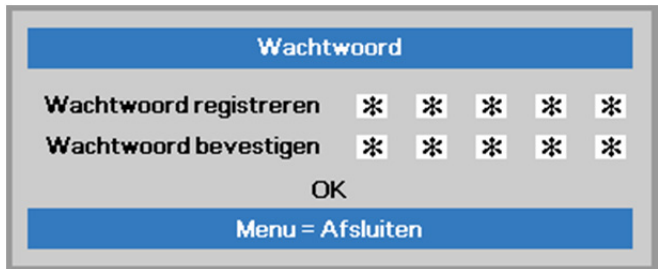 Wachtwoord
Wachtwoord registreren * * * * *
Wachtwoord bevestigen * * * * *
OK
Menu = Afsluiten